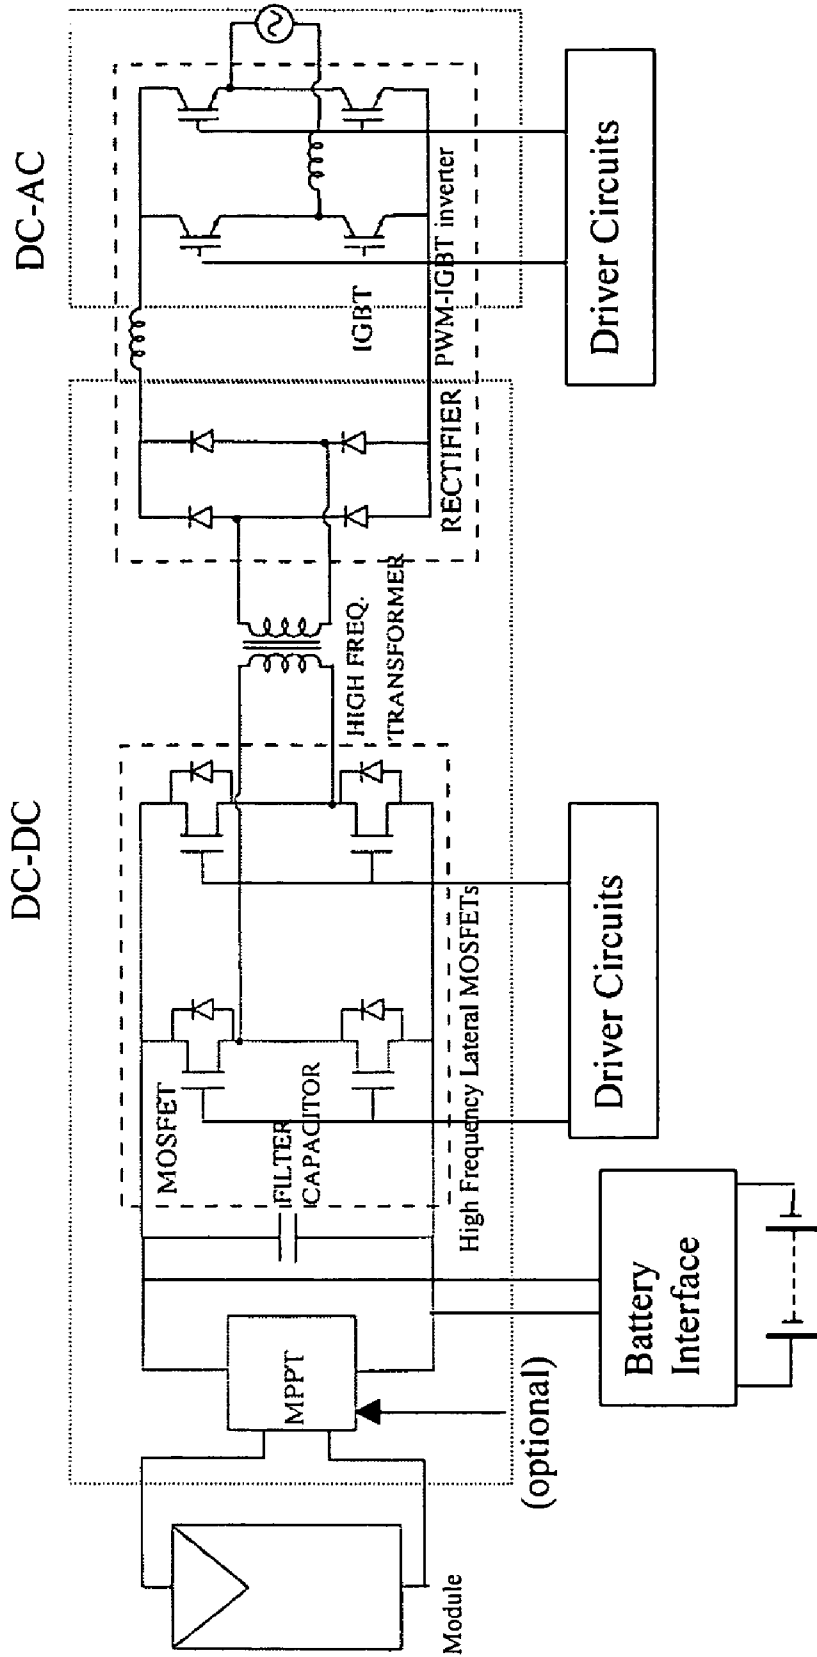 DC-DC
DC-AC
MOSFET
FILTER
CAPACITOR
HIGH FREQ.
TRANSFORMER
IGBT
MPPT
RECTIFIER
PWM-IGBT inverter
Module
High Frequency Lateral MOSFETs
(optional)
Battery
Interface
Driver Circuits
Driver Circuits